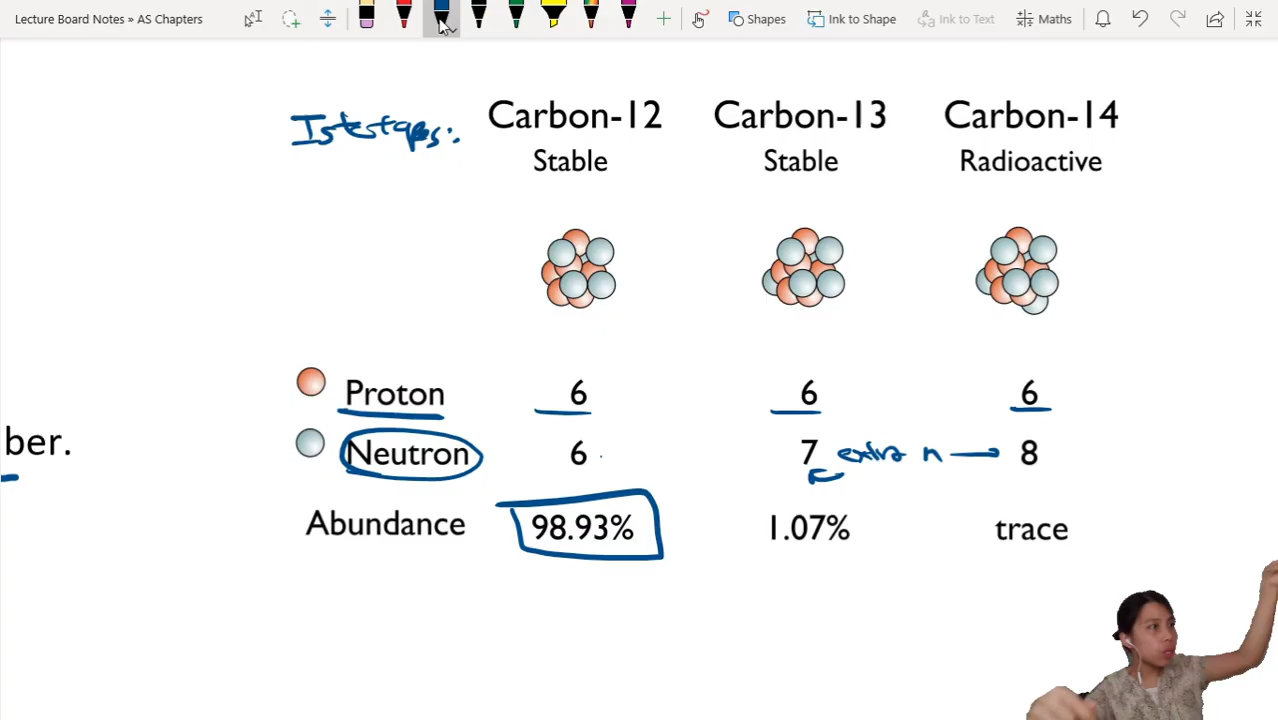 Lecture Board Notes » AS Chapters
Shapes
Ink to Shape
Ink to Text
Maths
Carbon-12 Carbon-13 Carbon-14
Stable Stable Radioactive
Proton 6 6 6
ber.
Neutron 6 7 extra n 8
Abundance 98.93% 1.07% trace